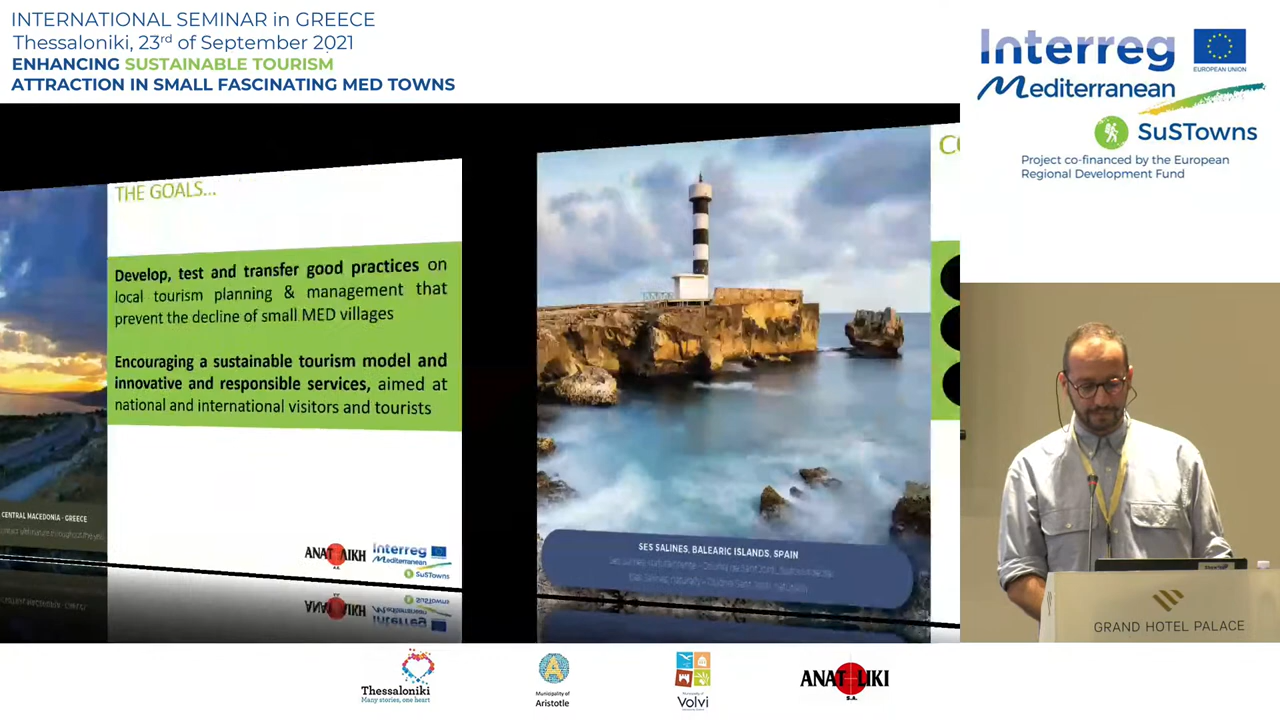 INTERNATIONAL SEMINAR in GREECE
Thessaloniki, 23rd of September 2021
ENHANCING SUSTAINABLE TOURISM
ATTRACTION IN SMALL FASCINATING MED TOWNS
Interreg
EUROPEAN UNION
Mediterranean
SuSTowns
Project co-financed by the European
Regional Development Fund
THE GOALS...
Develop, test and transfer good practices on
local tourism planning & management that
prevent the decline of small MED villages
Encouraging a sustainable tourism model and
innovative and responsible services, aimed at
national and international visitors and tourists
CENTRAL MACEDONIA - GREECE
ANATOLIKH
S.A.
Interreg
Mediterranean
SuSTowns
SES SALINES, BALEARIC ISLANDS, SPAIN
GRAND HOTEL PALACE
Thessaloniki
Many stories, one heart
Municipality of
Aristotle
Municipality of
Volvi
ANATOLIKI
S.A.